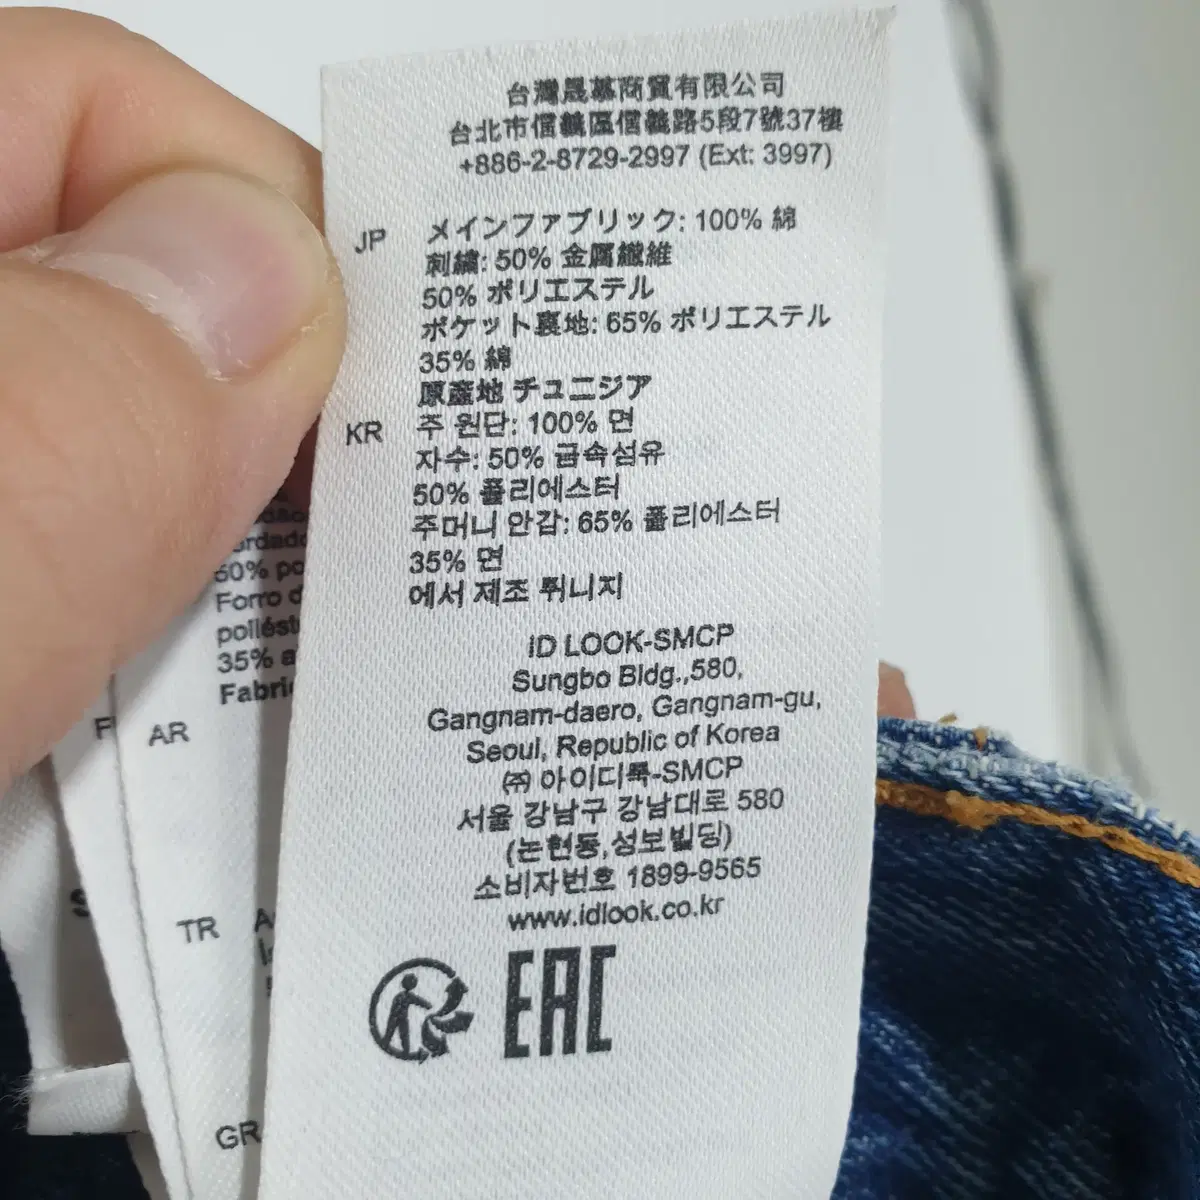 台灣晟慕商貿有限公司
台北市信義區信義路5段7號37樓
+886-2-8729-2997 (Ext: 3997)
JP メインファブリック: 100% 綿
刺繍: 50% 金属繊維
50% ポリエステル
ポケット裏地: 65% ポリエステル
35% 綿
原産地 チュニジア
KR 주 원단: 100% 면
자수: 50% 금속섬유
50% 폴리에스터
주머니 안감: 65% 폴리에스터
35% 면
에서 제조 튀니지
ID LOOK-SMCP
Sungbo Bldg.,580,
Gangnam-daero, Gangnam-gu,
Seoul, Republic of Korea
㈜ 아이디룩-SMCP
서울 강남구 강남대로 580
(논현동,성보빌딩)
소비자번호 1899-9565
www.idlook.co.kr
EAC
50% po
Forro d
poliést
35% a
Fabri
AR
TR
GR